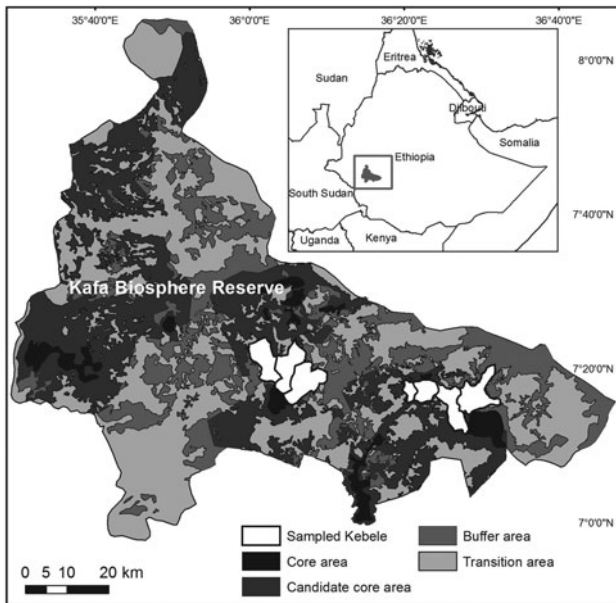 35°40'0"E 36°0'0"E 36°20'0"E 36°40'0"E
8°0'0"N
Eritrea
Sudan
Djibouti
Somalia
Ethiopia
South Sudan
7°40'0"N
Uganda Kenya
Kafa Biosphere Reserve
7°20'0"N
7°0'0"N
Sampled Kebele
Core area
Candidate core area
Buffer area
Transition area
0 5 10 20 km